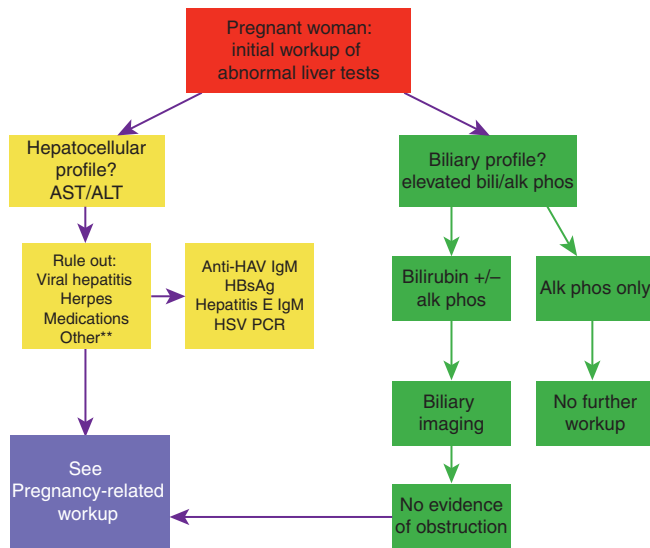 Pregnant woman:
initial workup of
abnormal liver tests
Hepatocellular
profile?
AST/ALT
Biliary profile?
elevated bili/alk phos
Rule out:
Viral hepatitis
Herpes
Medications
Other**
Anti-HAV IgM
HBsAg
Hepatitis E IgM
HSV PCR
Bilirubin +/–
alk phos
Alk phos only
Biliary
imaging
No further
workup
See
Pregnancy-related
workup
No evidence
of obstruction